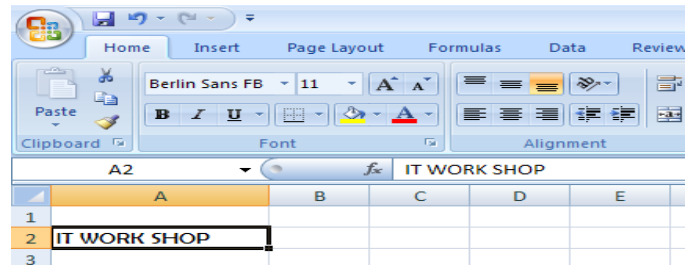 Home Insert Page Layout Formulas Data Review
Berlin Sans FB 11 A A
Paste
B I U A
Clipboard Font Alignment
A2 fx IT WORK SHOP
A B C D E
1
2 IT WORK SHOP
3